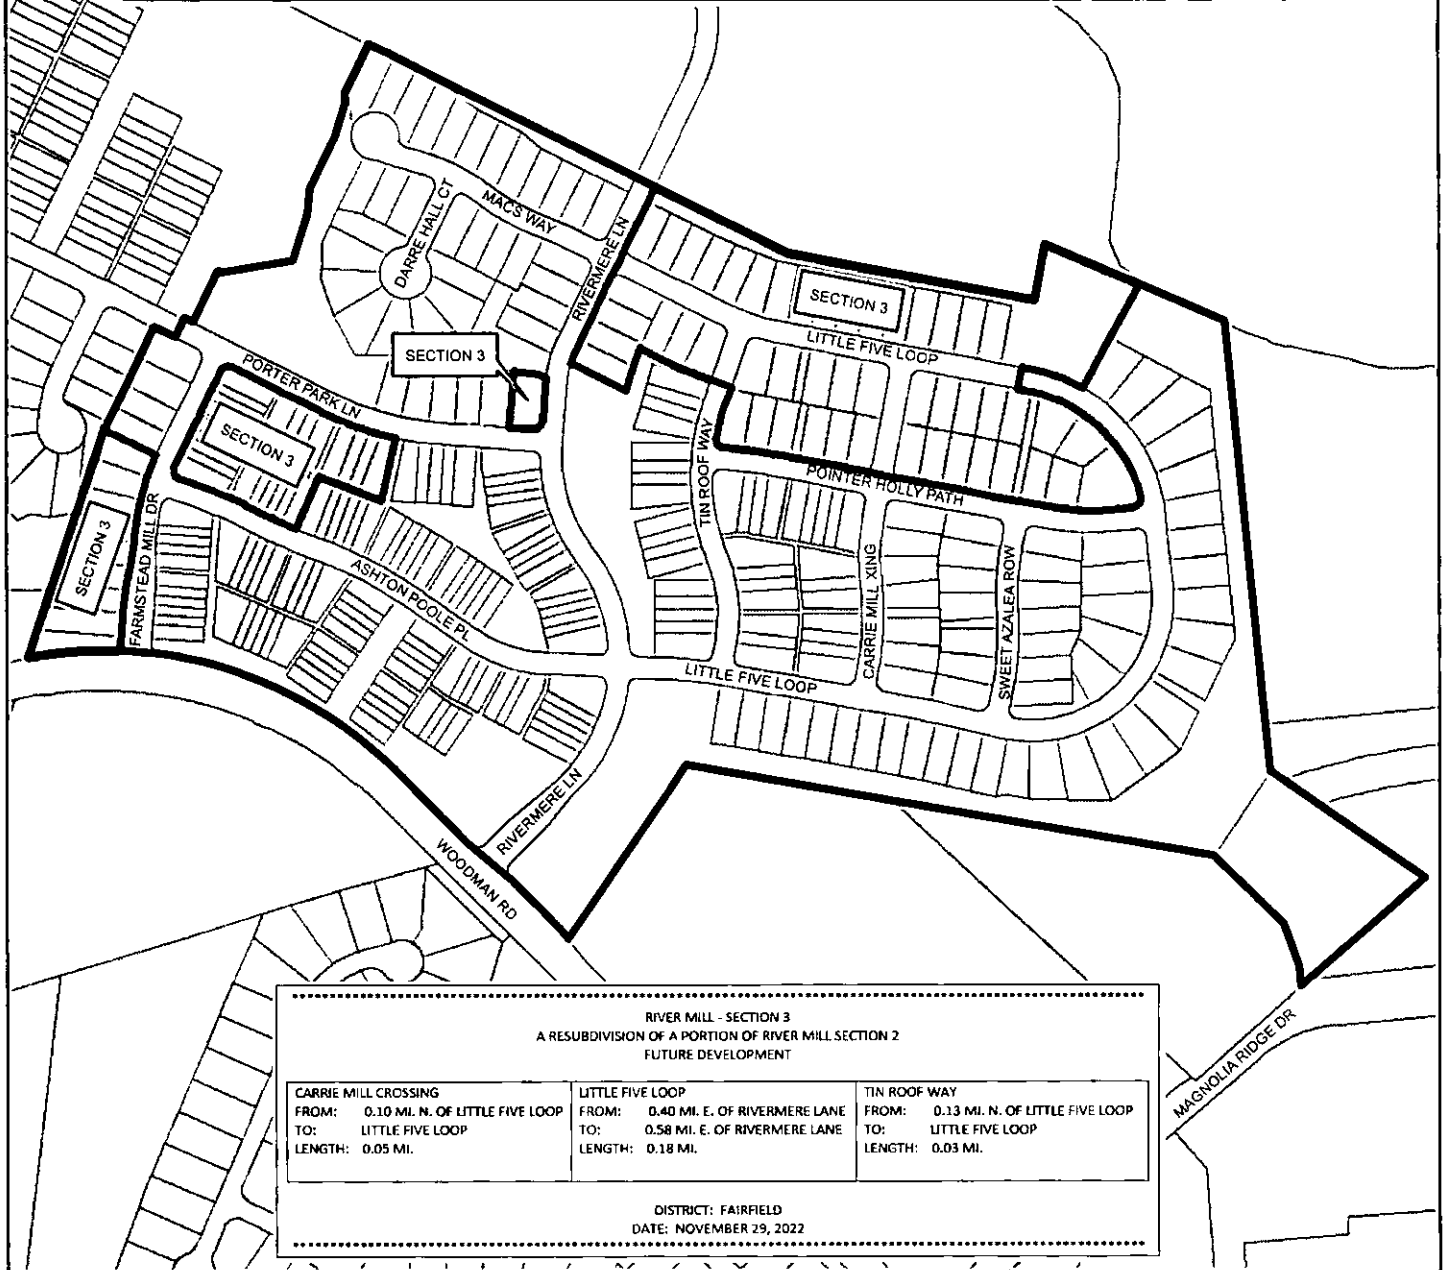 MACS WAY
DARRE HALL CT
RIVERMERE LN
SECTION 3
LITTLE FIVE LOOP
SECTION 3
PORTER PARK LN
SECTION 3
TIN ROOF WAY
POINTER HOLLY PATH
SECTION 3
FARMSTEAD MILL DR
ASHTON POOLE PL
CARRIE MILL XING
SWEET AZALEA ROW
LITTLE FIVE LOOP
RIVERMERE LN
WOODMAN RD
MAGNOLIA RIDGE DR
RIVER MILL - SECTION 3
A RESUBDIVISION OF A PORTION OF RIVER MILL SECTION 2
FUTURE DEVELOPMENT
CARRIE MILL CROSSING
FROM: 0.10 MI. N. OF LITTLE FIVE LOOP
TO: LITTLE FIVE LOOP
LENGTH: 0.05 MI.
LITTLE FIVE LOOP
FROM: 0.40 MI. E. OF RIVERMERE LANE
TO: 0.58 MI. E. OF RIVERMERE LANE
LENGTH: 0.18 MI.
TIN ROOF WAY
FROM: 0.13 MI. N. OF LITTLE FIVE LOOP
TO: LITTLE FIVE LOOP
LENGTH: 0.03 MI.
DISTRICT: FAIRFIELD
DATE: NOVEMBER 29, 2022